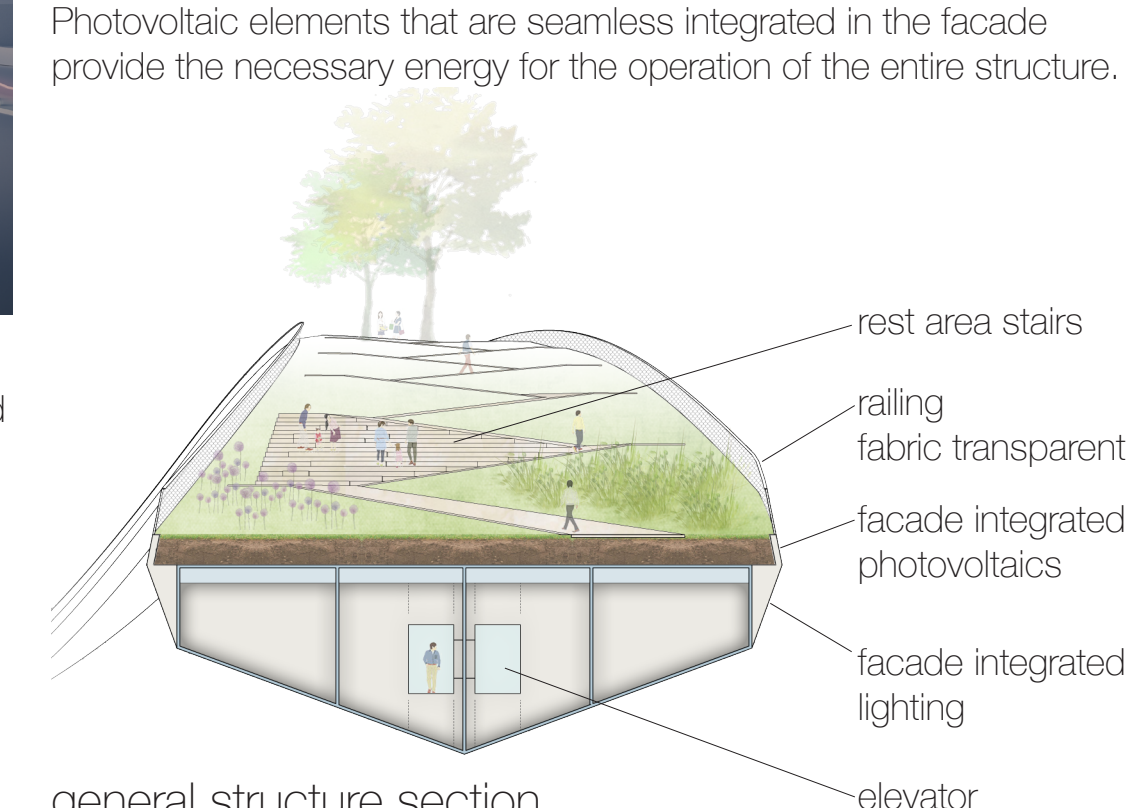 Photovoltaic elements that are seamless integrated in the facade
provide the necessary energy for the operation of the entire structure.
rest area stairs
railing
fabric transparent
facade integrated
photovoltaics
facade integrated
lighting
elevator
general structure section